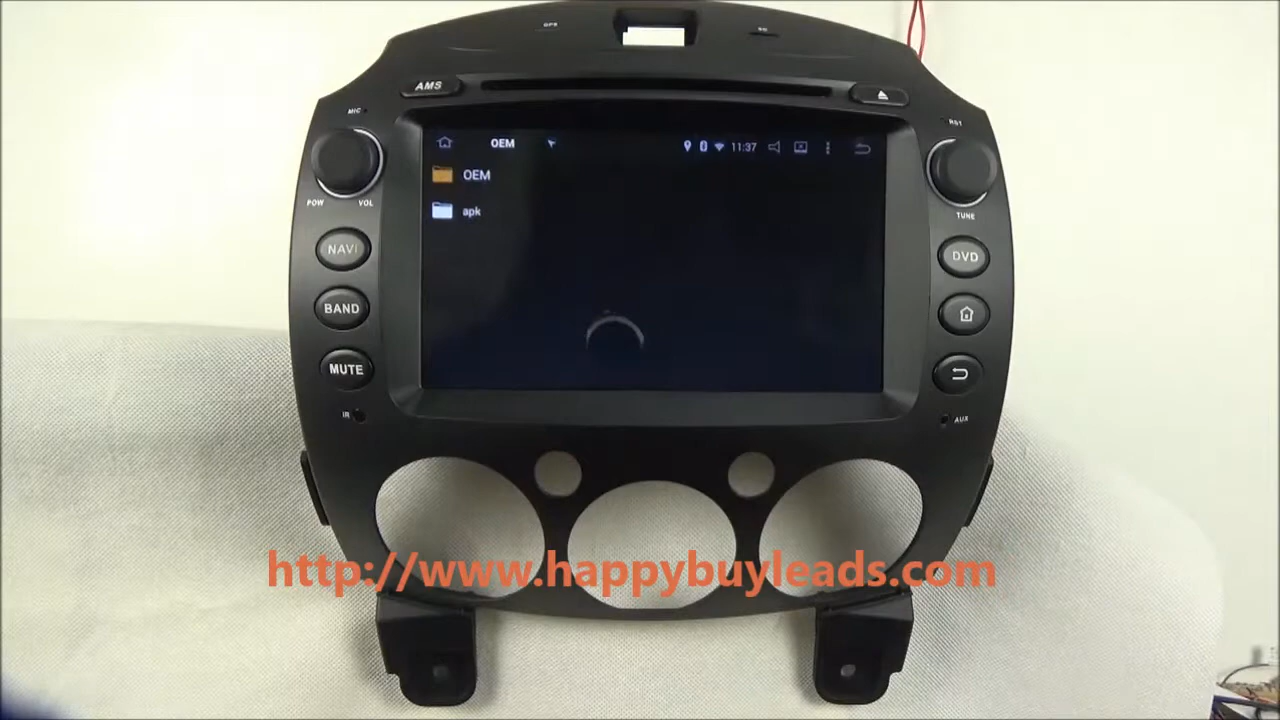 GPS
SD
AMS
MIC
RST
OEM
11:37
OEM
apk
POW
VOL
TUNE
NAVI
DVD
BAND
MUTE
IR
AUX
http://www.happybuyleads.com